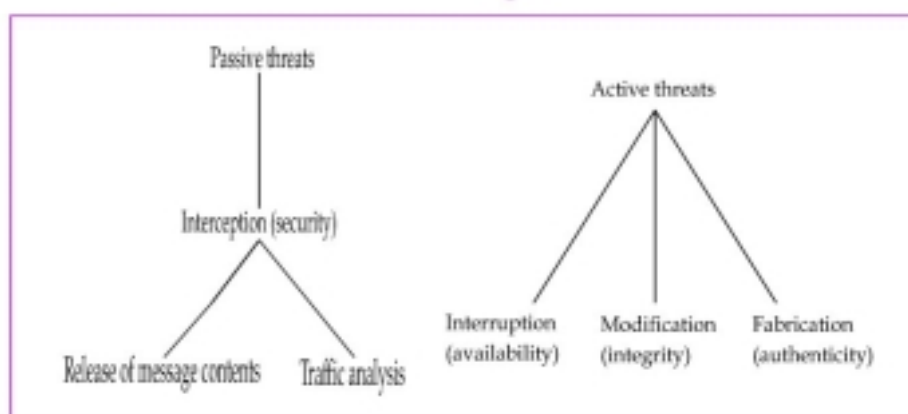 Passive threats
Interception (security)
Release of message contents
Traffic analysis
Active threats
Interruption
(availability)
Modification
(integrity)
Fabrication
(authenticity)